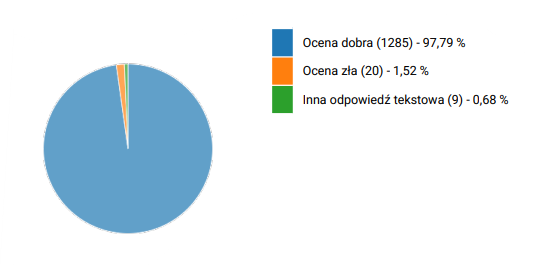 Ocena dobra (1285) - 97,79 %
Ocena zła (20) - 1,52 %
Inna odpowiedź tekstowa (9) - 0,68 %